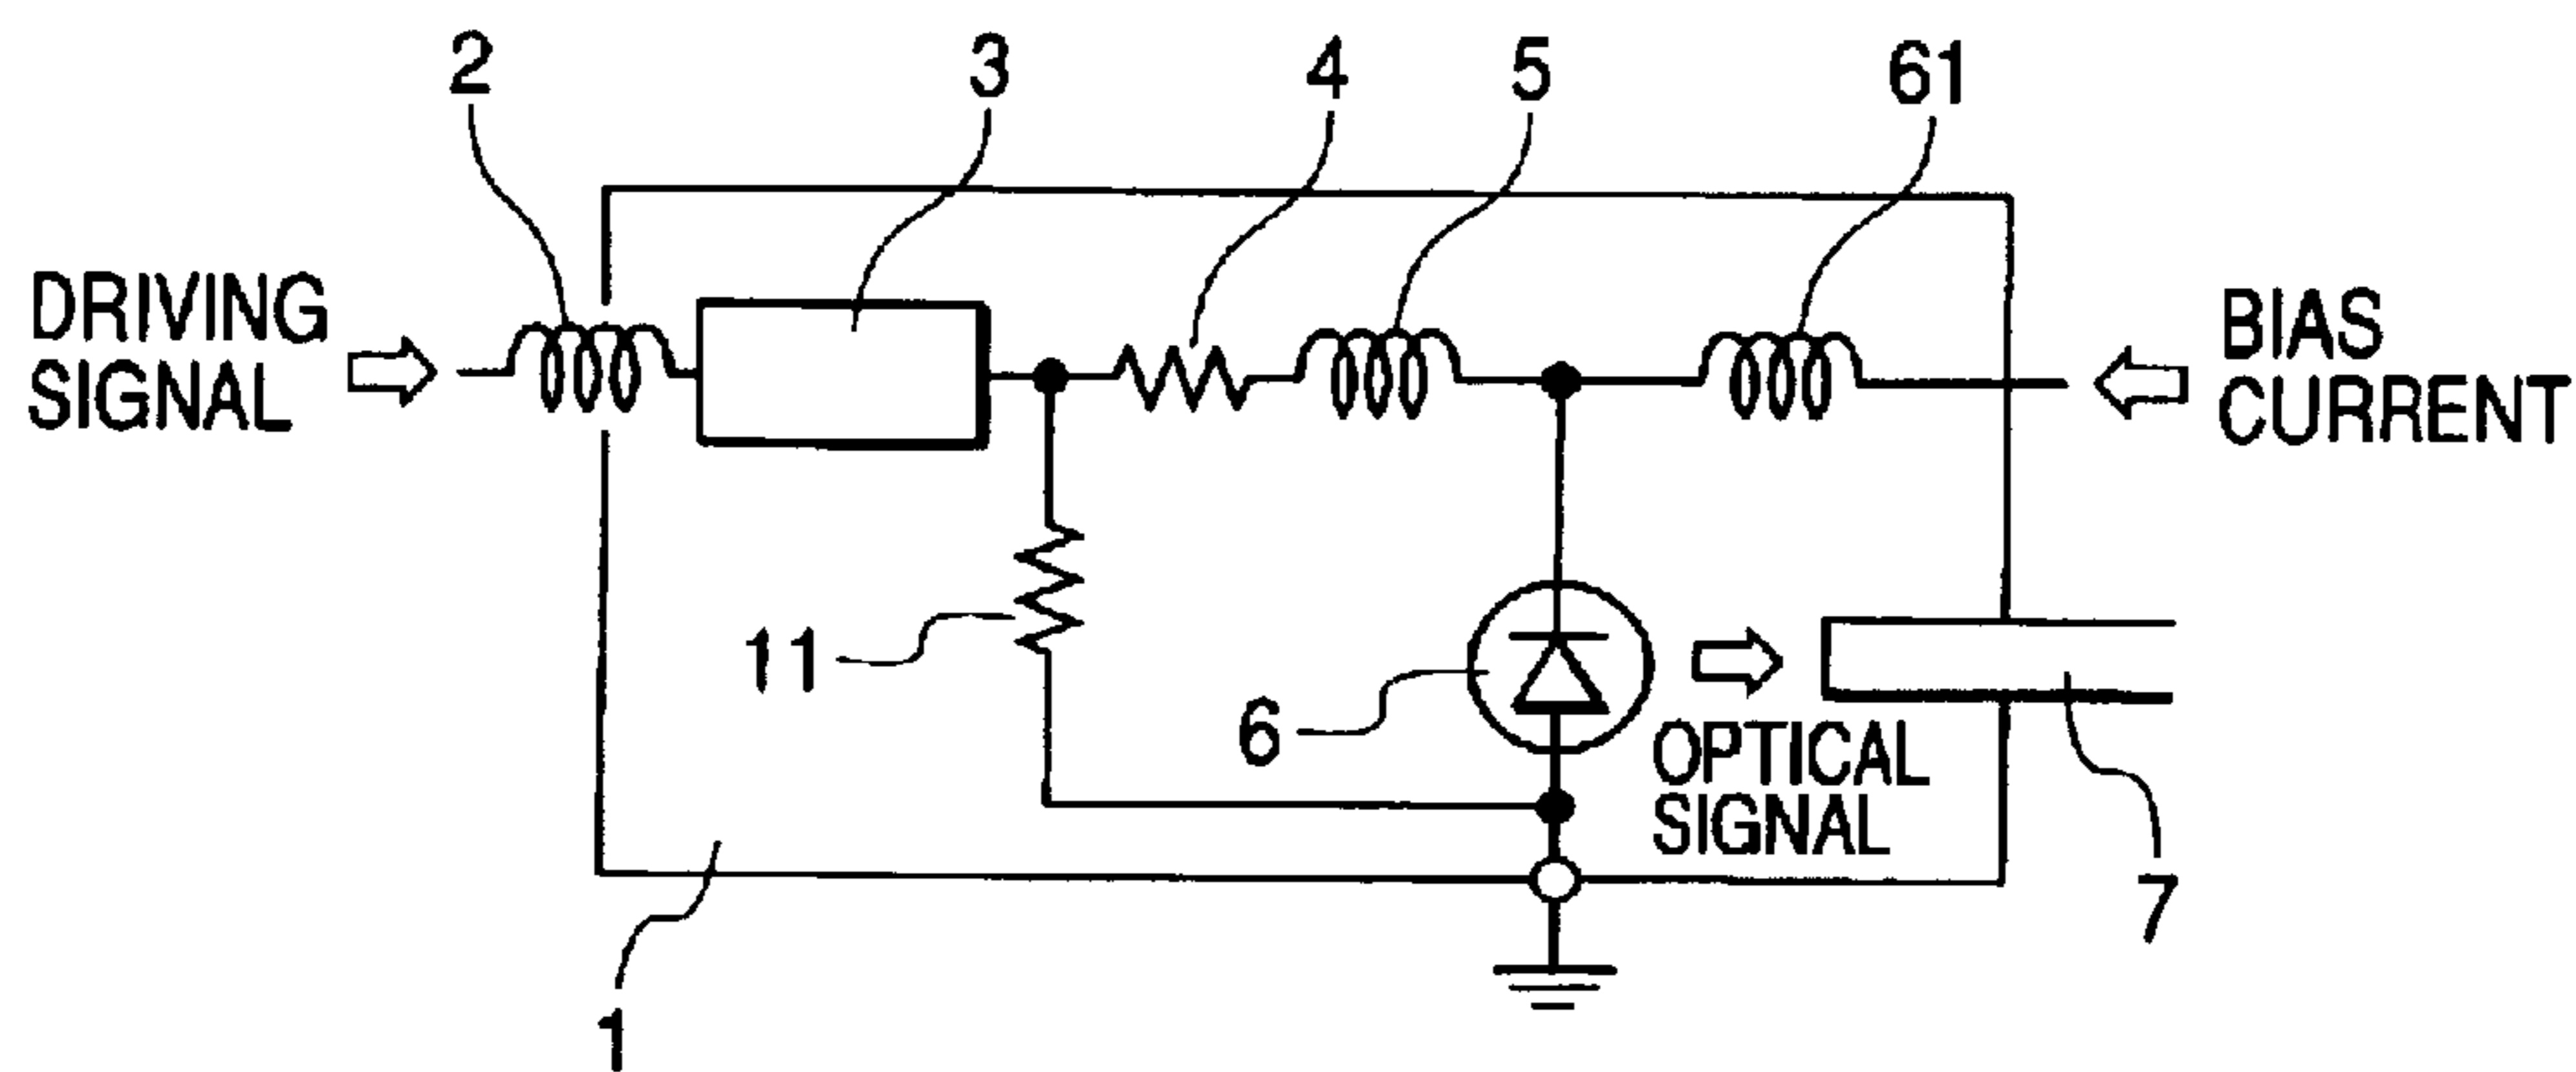 2
3
4
5
61
DRIVING
SIGNAL
BIAS
CURRENT
11
6
OPTICAL
SIGNAL
7
1